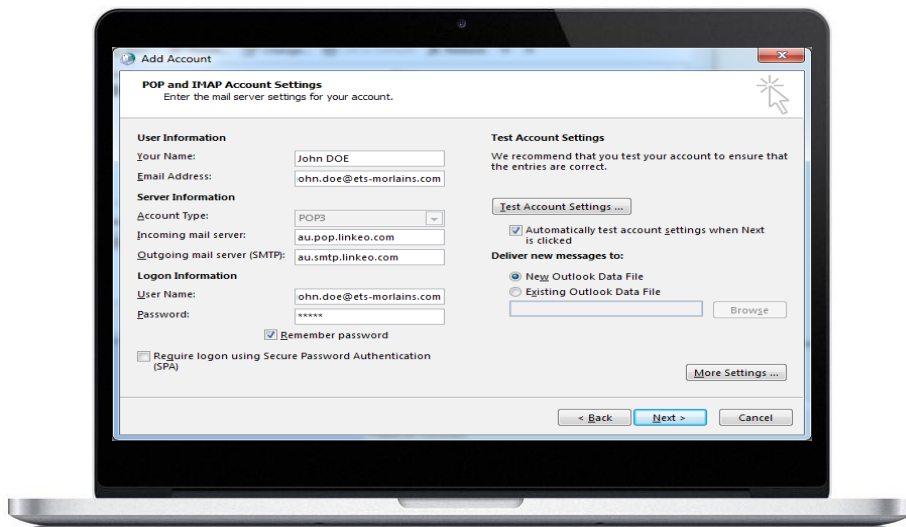 Add Account
POP and IMAP Account Settings
Enter the mail server settings for your account.
User Information
Your Name:
John DOE
Email Address:
ohn.doe@ets-morlains.com
Server Information
Account Type:
POP3
Incoming mail server:
au.pop.linkeo.com
Outgoing mail server (SMTP):
au.smtp.linkeo.com
Logon Information
User Name:
ohn.doe@ets-morlains.com
Password:
*****
Remember password
Require logon using Secure Password Authentication
(SPA)
Test Account Settings
We recommend that you test your account to ensure that
the entries are correct.
Test Account Settings ...
Automatically test account settings when Next
is clicked
Deliver new messages to:
New Outlook Data File
Existing Outlook Data File
Browse
More Settings ...
< Back
Next >
Cancel